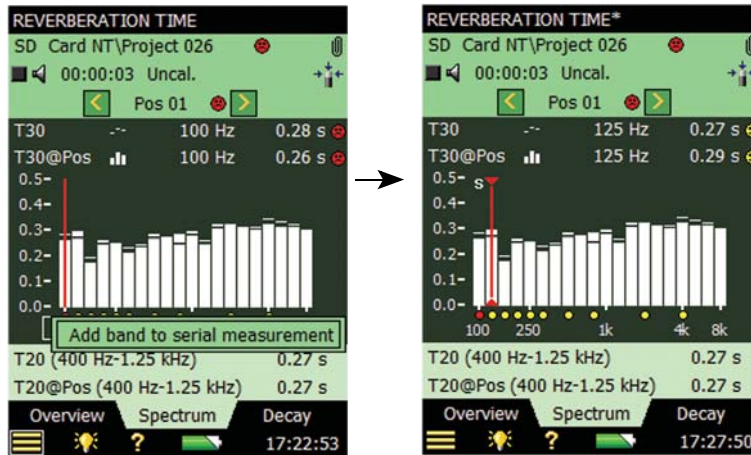 REVERBERATION TIME
SD Card NT\Project 026
00:00:03 Uncal.
< Pos 01 >
T30 100 Hz 0.28 s
T30@Pos 100 Hz 0.26 s
0.5-
0.4-
0.3-
0.2-
0.1-
0.0-
Add band to serial measurement
T20 (400 Hz-1.25 kHz) 0.27 s
T20@Pos (400 Hz-1.25 kHz) 0.27 s
Overview Spectrum Decay
? 17:22:53
REVERBERATION TIME*
SD Card NT\Project 026
00:00:03 Uncal.
< Pos 01 >
T30 125 Hz 0.27 s
T30@Pos 125 Hz 0.29 s
0.5-
s
0.4-
0.3-
0.2-
0.1-
0.0-
100 250 1k 4k 8k
T20 (400 Hz-1.25 kHz) 0.27 s
T20@Pos (400 Hz-1.25 kHz) 0.27 s
Overview Spectrum Decay
? 17:27:50